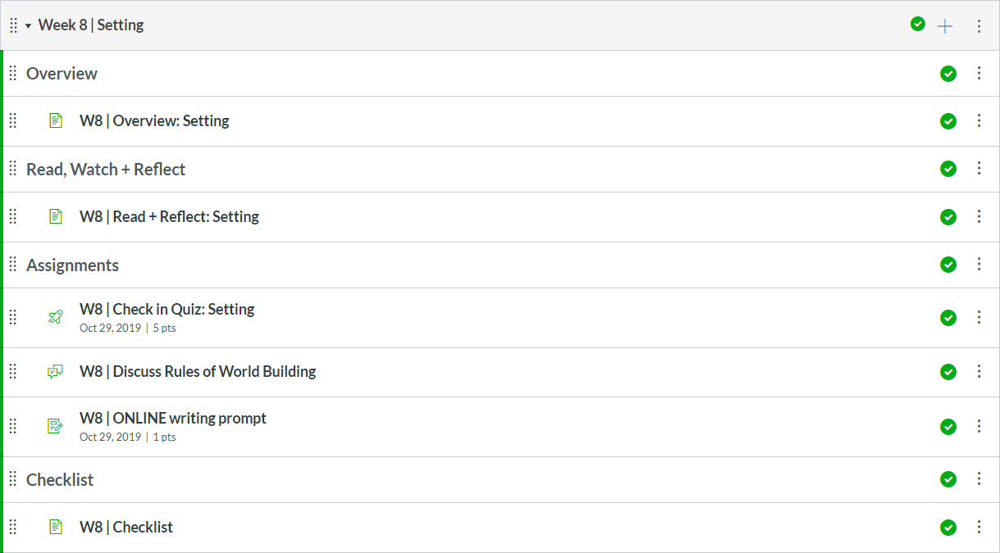 Week 8 | Setting
Overview
W8 | Overview: Setting
Read, Watch + Reflect
W8 | Read + Reflect: Setting
Assignments
W8 | Check in Quiz: Setting
Oct 29, 2019 | 5 pts
W8 | Discuss Rules of World Building
W8 | ONLINE writing prompt
Oct 29, 2019 | 1 pts
Checklist
W8 | Checklist